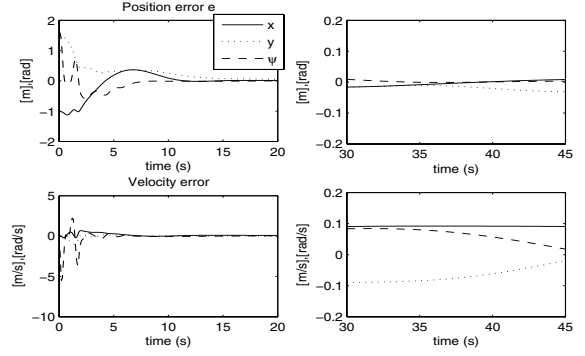 Position error e
2
1
0
−1
−2
0
5
10
15
20
[m],[rad]
time (s)
x
y
ψ
0.2
0.1
0
−0.1
−0.2
30
35
40
45
[m],[rad]
time (s)
Velocity error
5
0
−5
−10
0
5
10
15
20
[m/s],[rad/s]
time (s)
0.2
0.1
0
−0.1
−0.2
30
35
40
45
[m/s],[rad/s]
time (s)